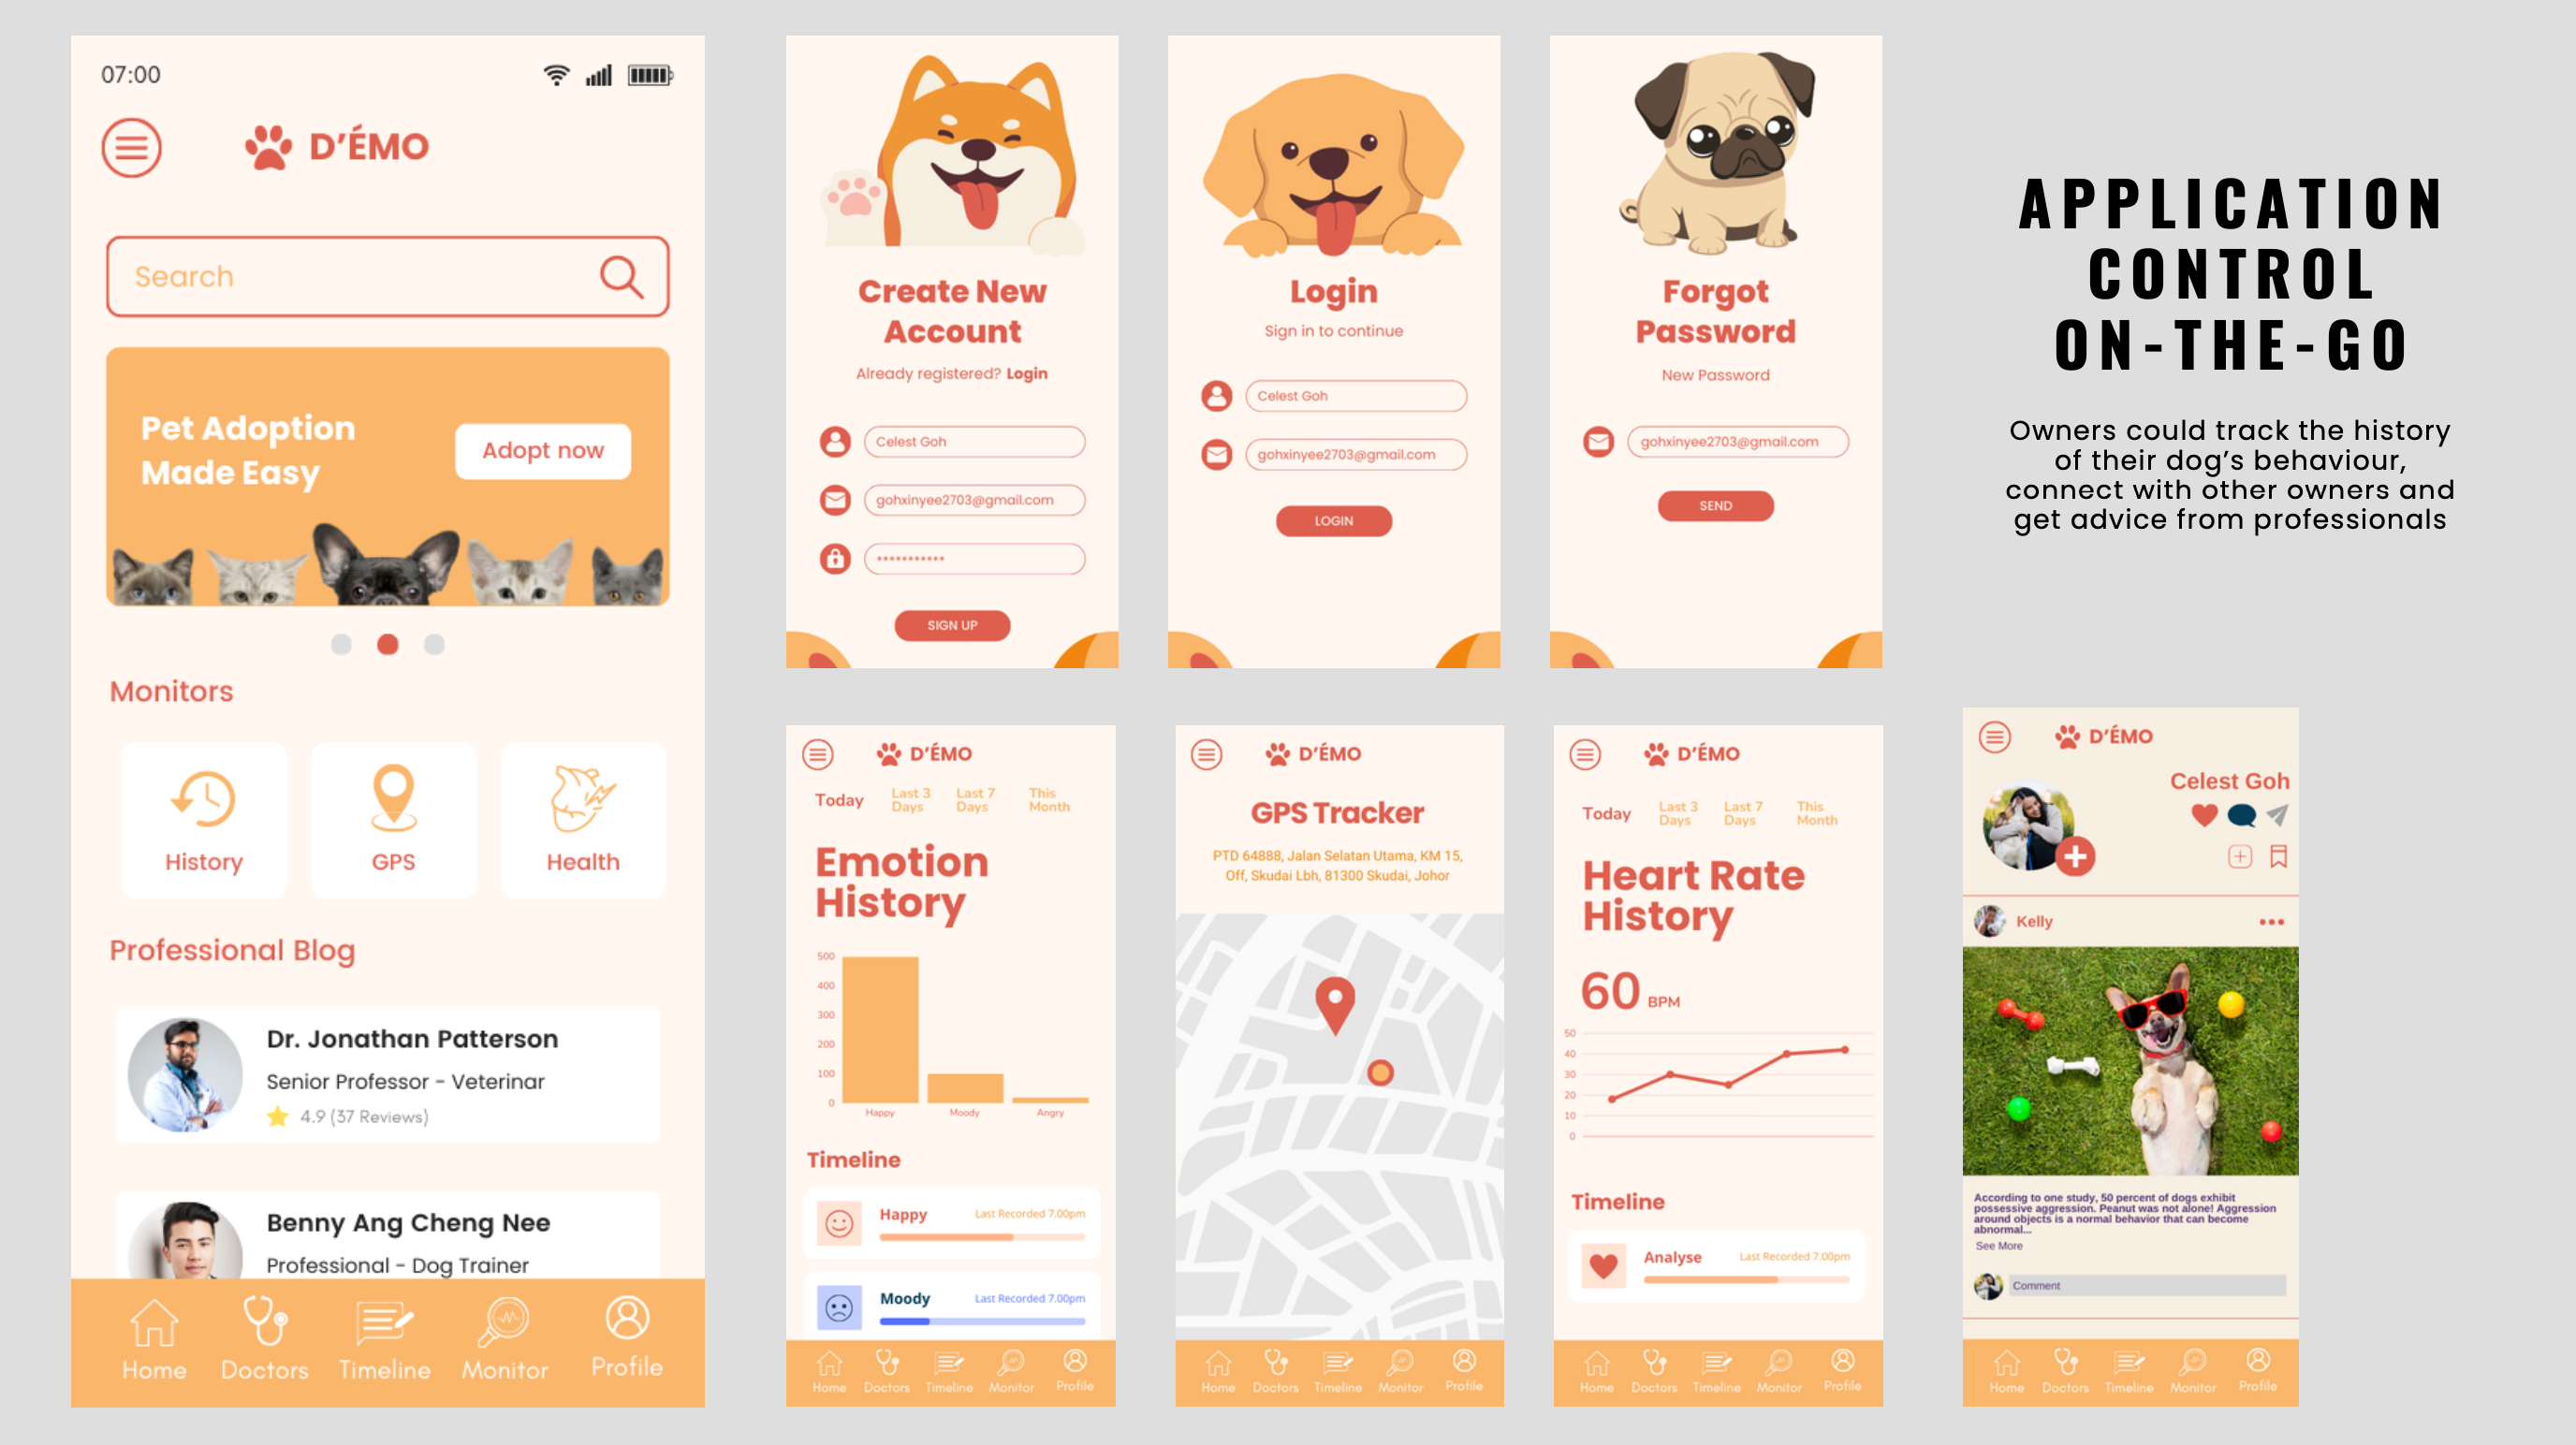 07:00
D'ÉMO
Search
Pet Adoption
Made Easy
Adopt now
Monitors
History
GPS
Health
Professional Blog
Dr. Jonathan Patterson
Senior Professor - Veterinar
4.9 (37 Reviews)
Benny Ang Cheng Nee
Professional - Dog Trainer
Home
Doctors
Timeline
Monitor
Profile
Create New
Account
Already registered? Login
Celest Goh
gohxinyee2703@gmail.com
***********
SIGN UP
Login
Sign in to continue
Celest Goh
gohxinyee2703@gmail.com
LOGIN
Forgot
Password
New Password
gohxinyee2703@gmail.com
SEND
APPLICATION
CONTROL
ON-THE-GO
Owners could track the history
of their dog's behaviour,
connect with other owners and
get advice from professionals
D'ÉMO
Today
Last 3
Days
Last 7
Days
This
Month
Emotion
History
500
400
300
200
100
0
Happy
Moody
Angry
Timeline
Happy
Last Recorded 7.00pm
Moody
Last Recorded 7.00pm
Home
Doctors
Timeline
Monitor
Profile
D'ÉMO
GPS Tracker
PTD 64888, Jalan Selatan Utama, KM 15,
Off, Skudai Lbh, 81300 Skudai, Johor
Home
Doctors
Timeline
Monitor
Profile
D'ÉMO
Today
Last 3
Days
Last 7
Days
This
Month
Heart Rate
History
60 BPM
50
40
30
20
10
0
Timeline
Analyse
Last Recorded 7.00pm
Home
Doctors
Timeline
Monitor
Profile
D'ÉMO
Celest Goh
Kelly
According to one study, 50 percent of dogs exhibit
possessive aggression. Peanut was not alone! Aggression
around objects is a normal behavior that can become
abnormal...
See More
Comment
Home
Doctors
Timeline
Monitor
Profile